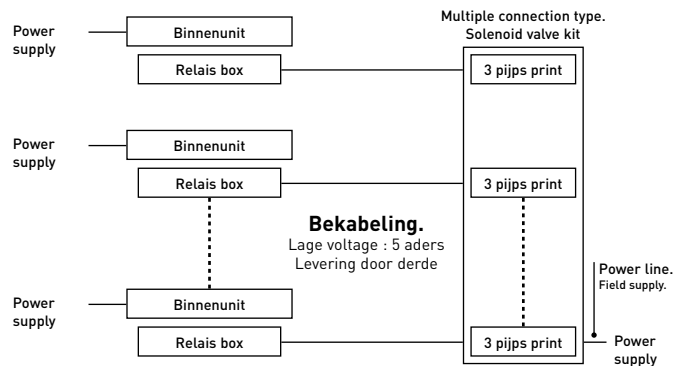 Multiple connection type.
Solenoid valve kit
Power
supply
Binnenunit
Relais box
3 pijps print
Power
supply
Binnenunit
Relais box
3 pijps print
Bekabeling.
Lage voltage : 5 aders
Levering door derde
Power line.
Field supply.
Power
supply
Binnenunit
Relais box
3 pijps print
Power
supply